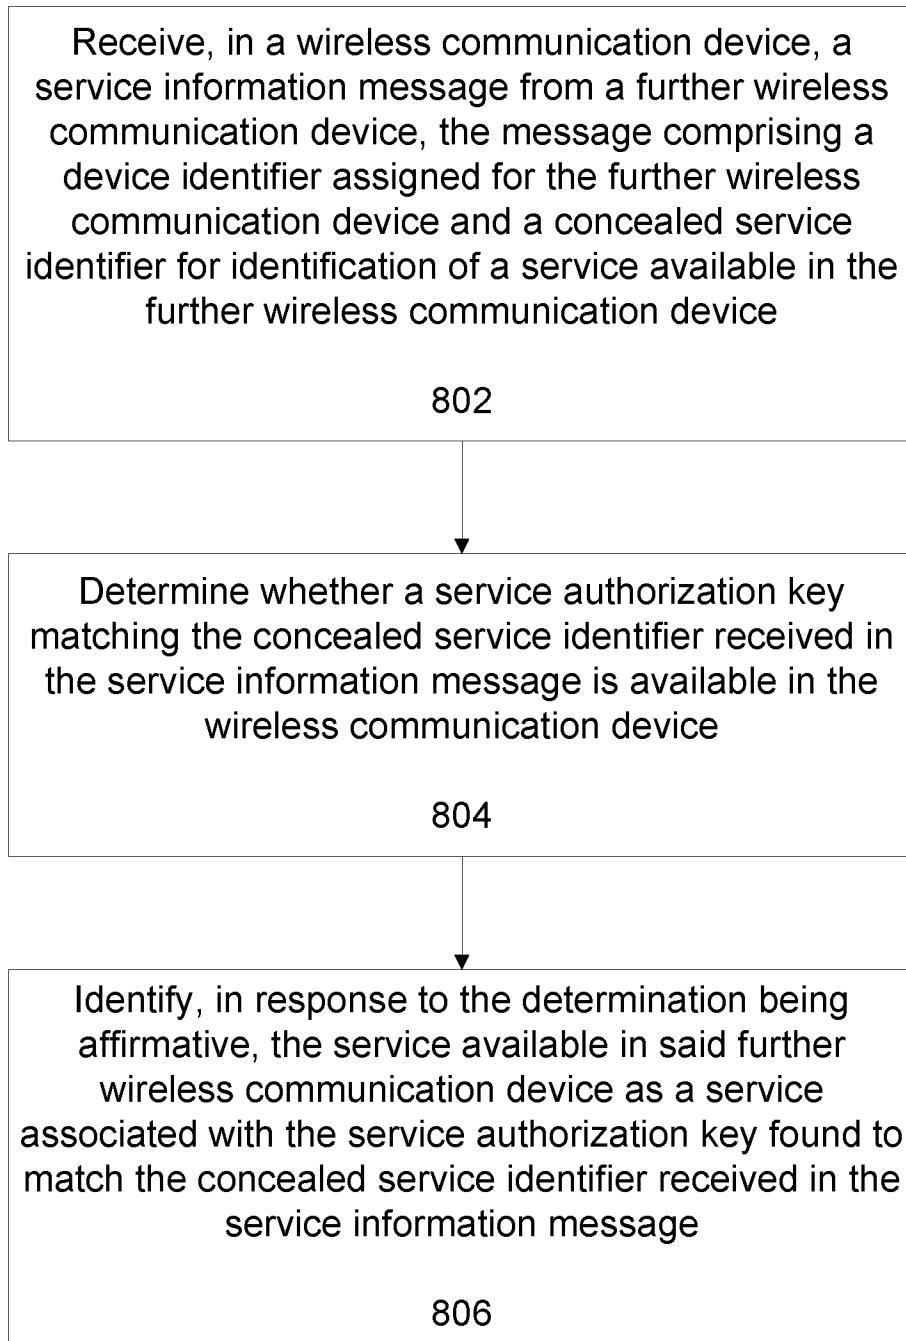 Receive, in a wireless communication device, a
service information message from a further wireless
communication device, the message comprising a
device identifier assigned for the further wireless
communication device and a concealed service
identifier for identification of a service available in the
further wireless communication device
802
Determine whether a service authorization key
matching the concealed service identifier received in
the service information message is available in the
wireless communication device
804
Identify, in response to the determination being
affirmative, the service available in said further
wireless communication device as a service
associated with the service authorization key found to
match the concealed service identifier received in the
service information message
806